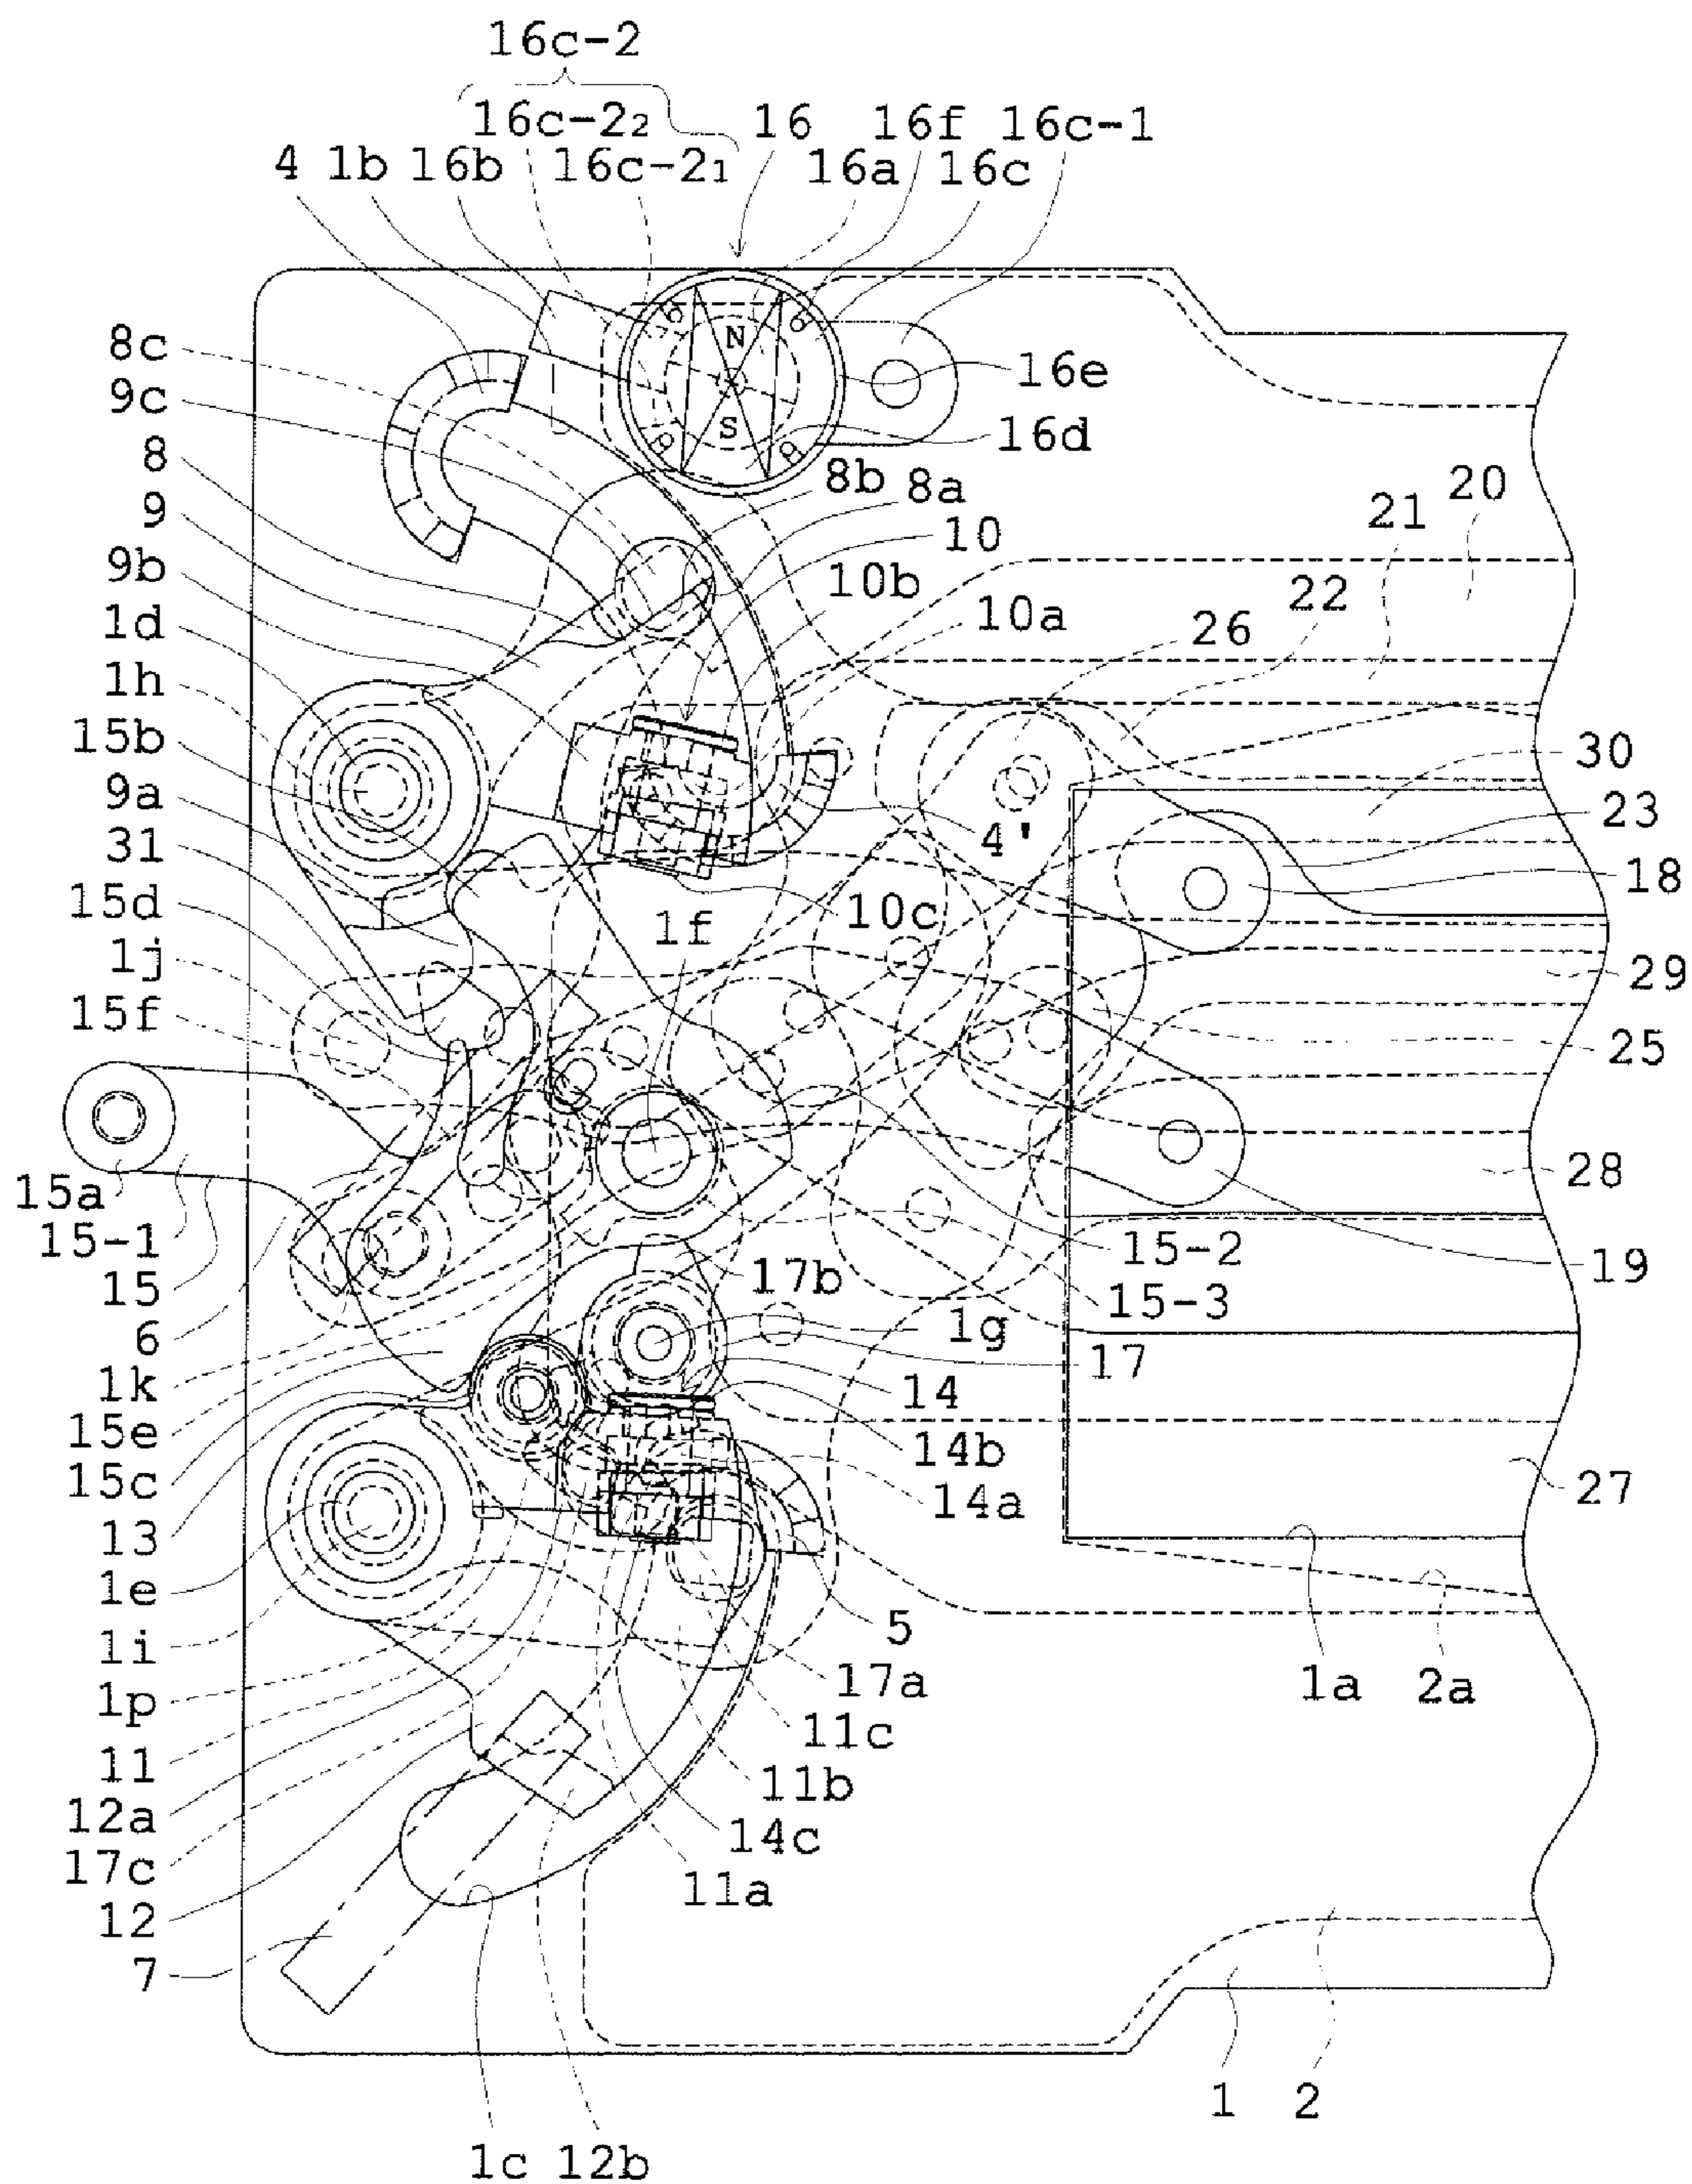 16c-2
16c-2₂ 16 16f 16c-1
4 1b 16b 16c-2₁ 16a 16c
N
8c
16e
9c
S 16d
8
8b 8a
20
9
21
10
9b
10b
22
1d
10a
26
1h
15b
30
9a
23
31
4'
18
15d
10c
1f
1j
29
15f
25
28
15a
15-1
15-2
19
15
17b
15-3
6
1g
17
1k
14
15e
14b
15c
27
14a
13
1e
5
1i
17a
1a 2a
1p
11c
11
11b
12a
14c
17c
11a
12
7
1 2
1c 12b